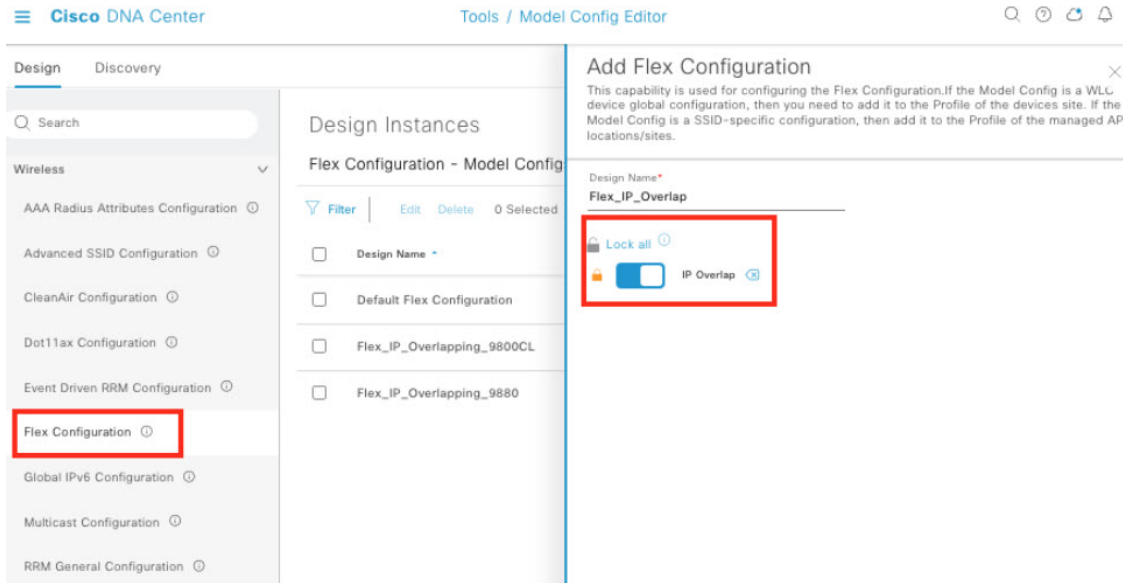 Cisco DNA Center
Tools / Model Config Editor
Design Discovery
Search
Wireless
AAA Radius Attributes Configuration
Advanced SSID Configuration
CleanAir Configuration
Dot11ax Configuration
Event Driven RRM Configuration
Flex Configuration
Global IPv6 Configuration
Multicast Configuration
RRM General Configuration
Design Instances
Flex Configuration - Model Config
Filter Edit Delete 0 Selected
Design Name
Default Flex Configuration
Flex_IP_Overlapping_9800CL
Flex_IP_Overlapping_9880
Add Flex Configuration
This capability is used for configuring the Flex Configuration.If the Model Config is a WLC
device global configuration, then you need to add it to the Profile of the devices site. If the
Model Config is a SSID-specific configuration, then add it to the Profile of the managed AP
locations/sites.
Design Name*
Flex_IP_Overlap
Lock all
IP Overlap